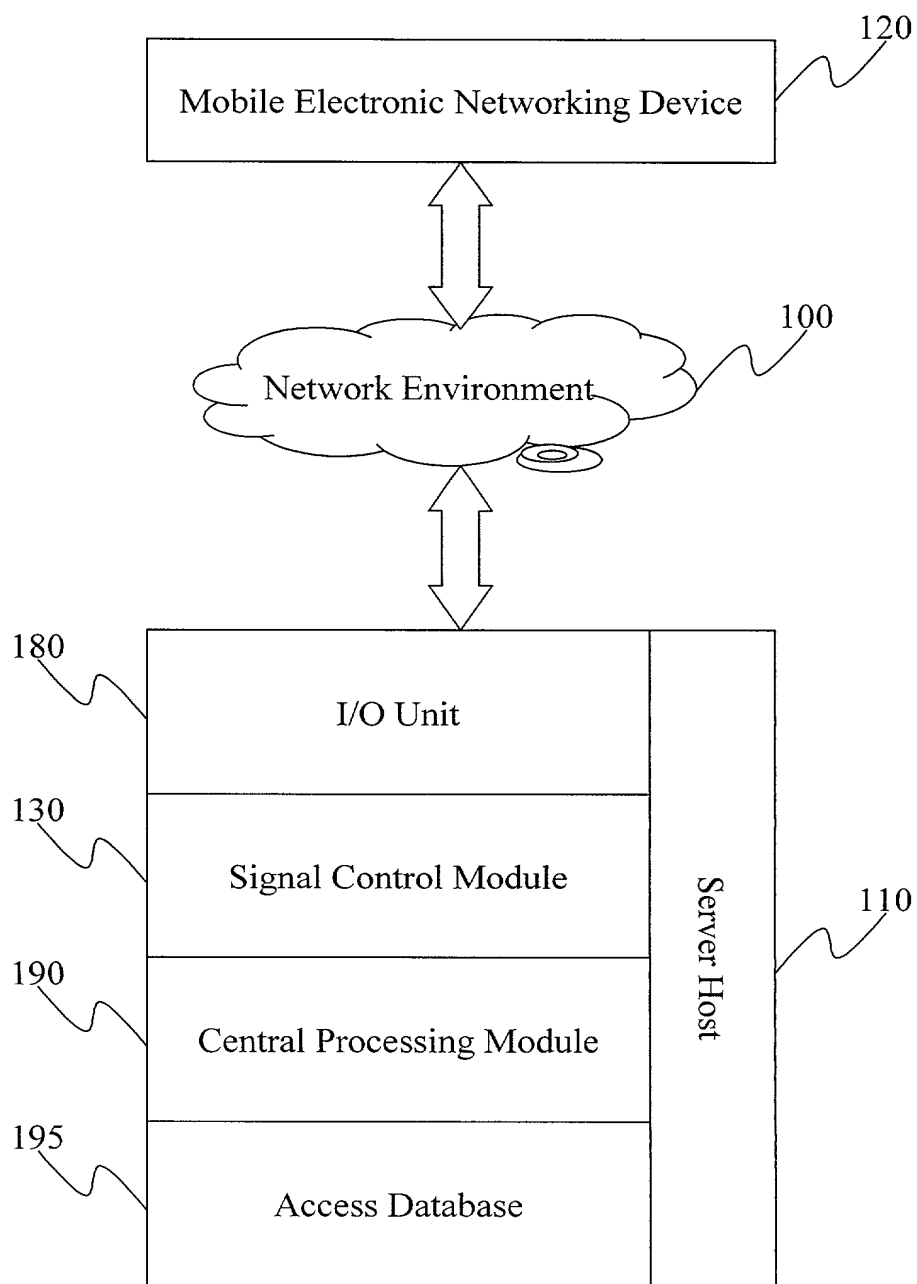 120
Mobile Electronic Networking Device
100
Network Environment
180
I/O Unit
130
Signal Control Module
Server Host
110
190
Central Processing Module
195
Access Database